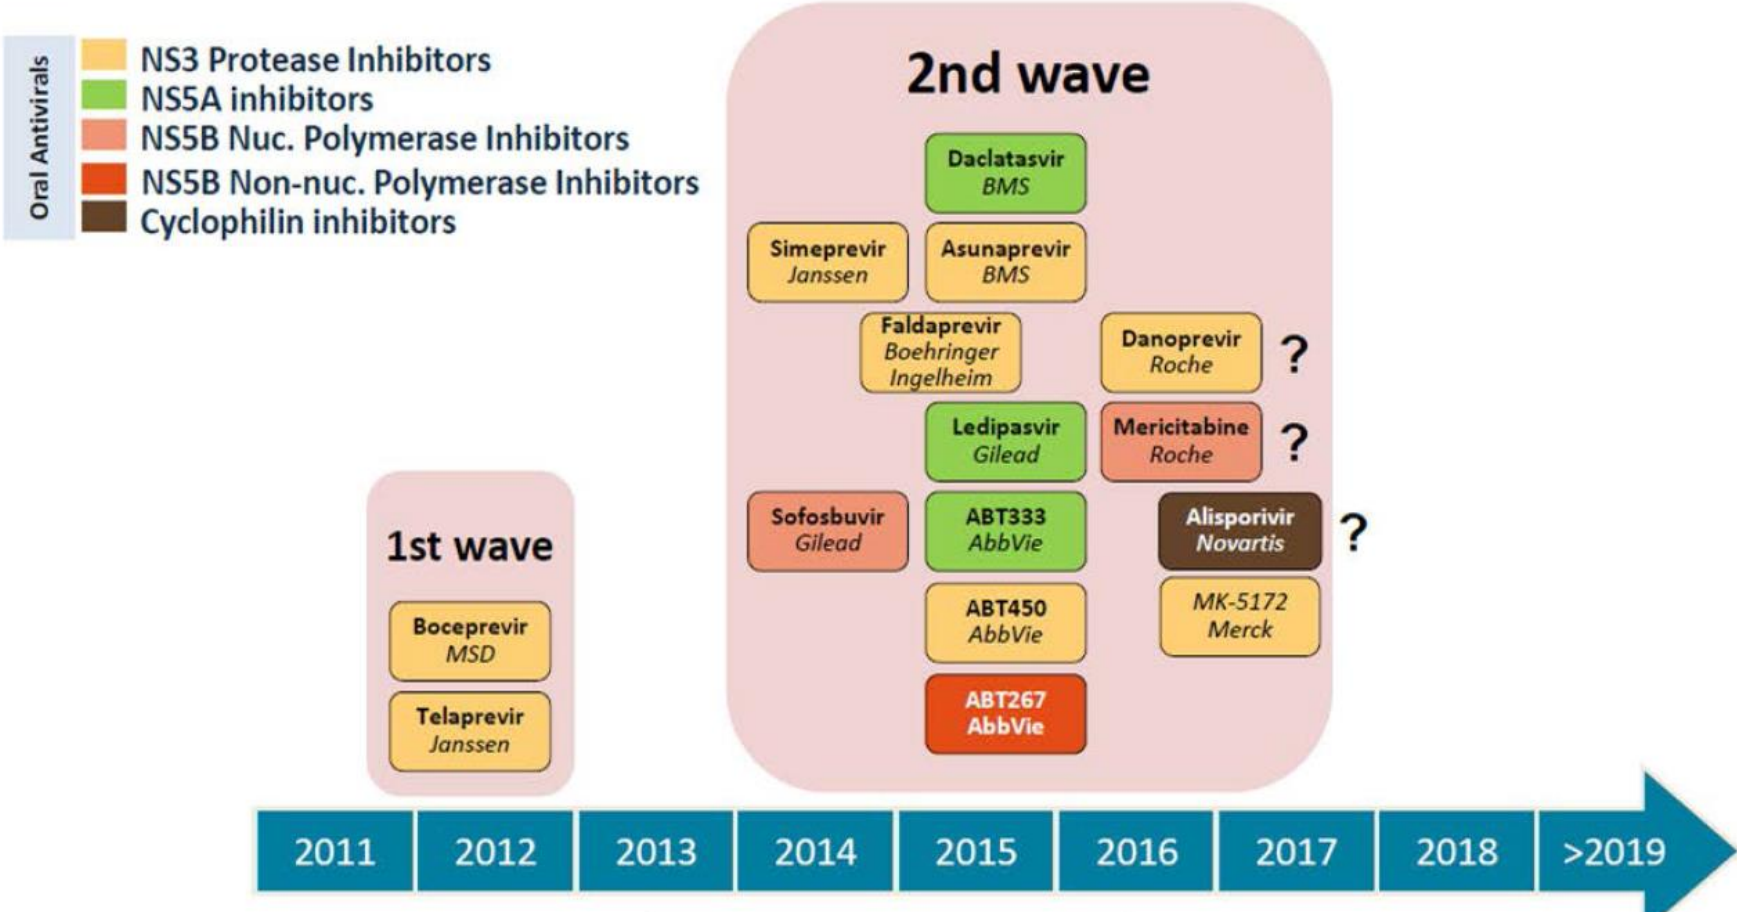 Oral Antivirals
NS3 Protease Inhibitors
NS5A inhibitors
NS5B Nuc. Polymerase Inhibitors
NS5B Non-nuc. Polymerase Inhibitors
Cyclophilin inhibitors
1st wave
Boceprevir
MSD
Telaprevir
Janssen
2nd wave
Daclatasvir
BMS
Simeprevir
Janssen
Asunaprevir
BMS
Faldaprevir
Boehringer
Ingelheim
Danoprevir
Roche
?
Ledipasvir
Gilead
Mericitabine
Roche
?
Sofosbuvir
Gilead
ABT333
AbbVie
Alisporivir
Novartis
?
ABT450
AbbVie
MK-5172
Merck
ABT267
AbbVie
2011
2012
2013
2014
2015
2016
2017
2018
>2019